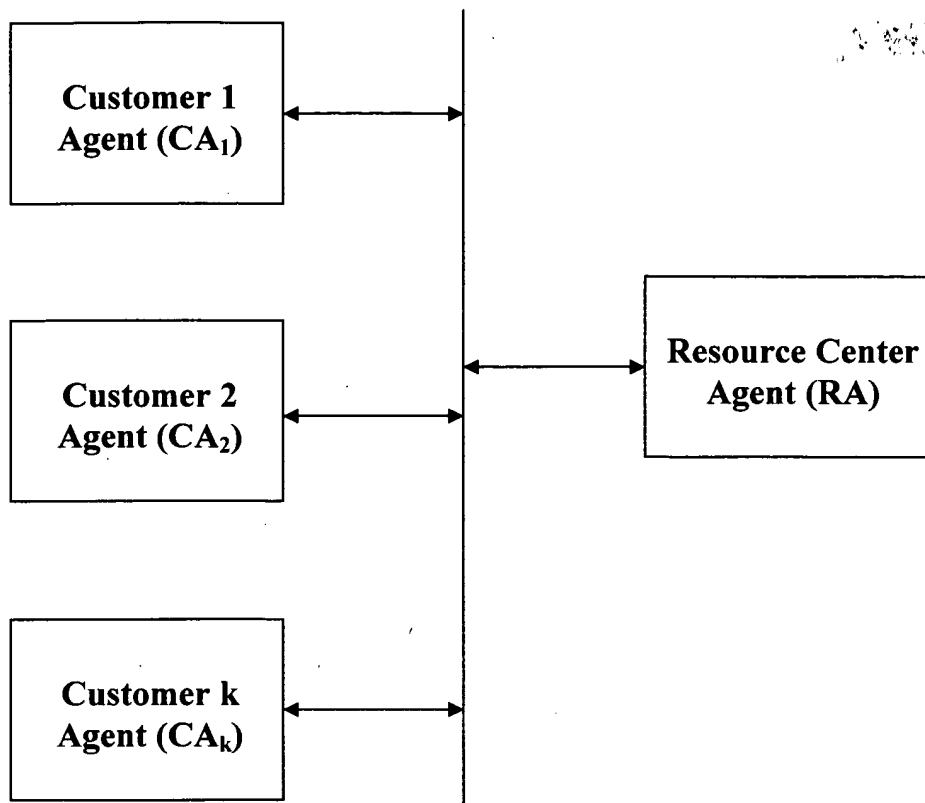 Customer 1
Agent (CA₁)
Customer 2
Agent (CA₂)
Resource Center
Agent (RA)
Customer k
Agent (CAₖ)